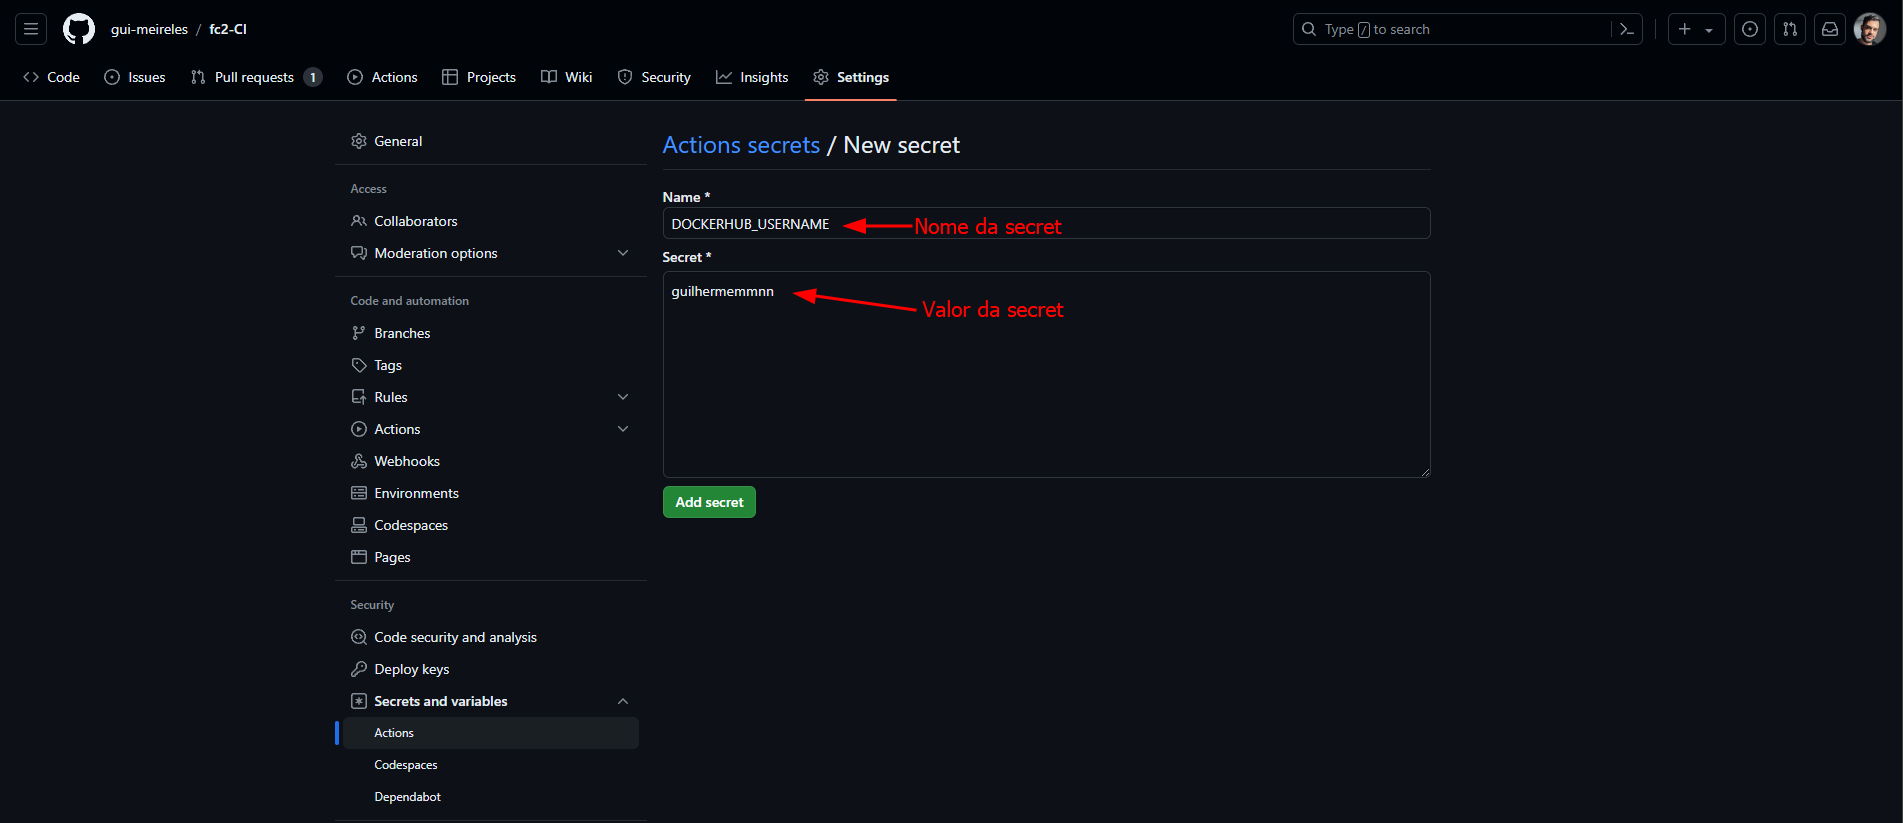 gui-meireles / fc2-CI
Type / to search
Code Issues Pull requests 1 Actions Projects Wiki Security Insights Settings
General
Access
Collaborators
Moderation options
Code and automation
Branches
Tags
Rules
Actions
Webhooks
Environments
Codespaces
Pages
Security
Code security and analysis
Deploy keys
Secrets and variables
Actions
Codespaces
Dependabot
Actions secrets / New secret
Name *
DOCKERHUB_USERNAME Nome da secret
Secret *
guilhermemmnn
Valor da secret
Add secret